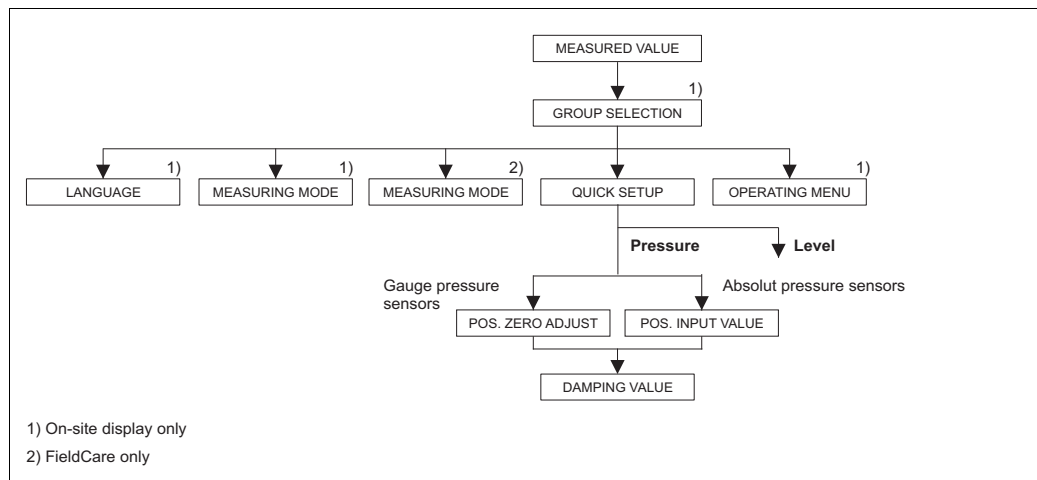 MEASURED VALUE
1)
GROUP SELECTION
1)
1)
2)
1)
LANGUAGE
MEASURING MODE
MEASURING MODE
QUICK SETUP
OPERATING MENU
Pressure
Level
Gauge pressure
sensors
Absolut pressure sensors
POS. ZERO ADJUST
POS. INPUT VALUE
DAMPING VALUE
1) On-site display only
2) FieldCare only